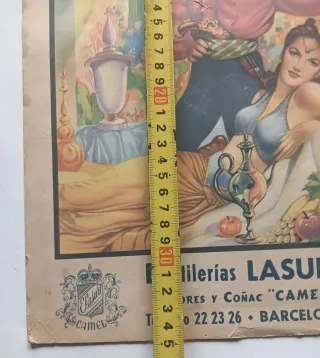 5 6 7 8 9 20 1 2 3 4 5 6 7 8 9 30 1 2 3 4 5
tilerías LASU
ORES Y COÑAC "CAME
22 23 26 • BARCELO
CAMEL